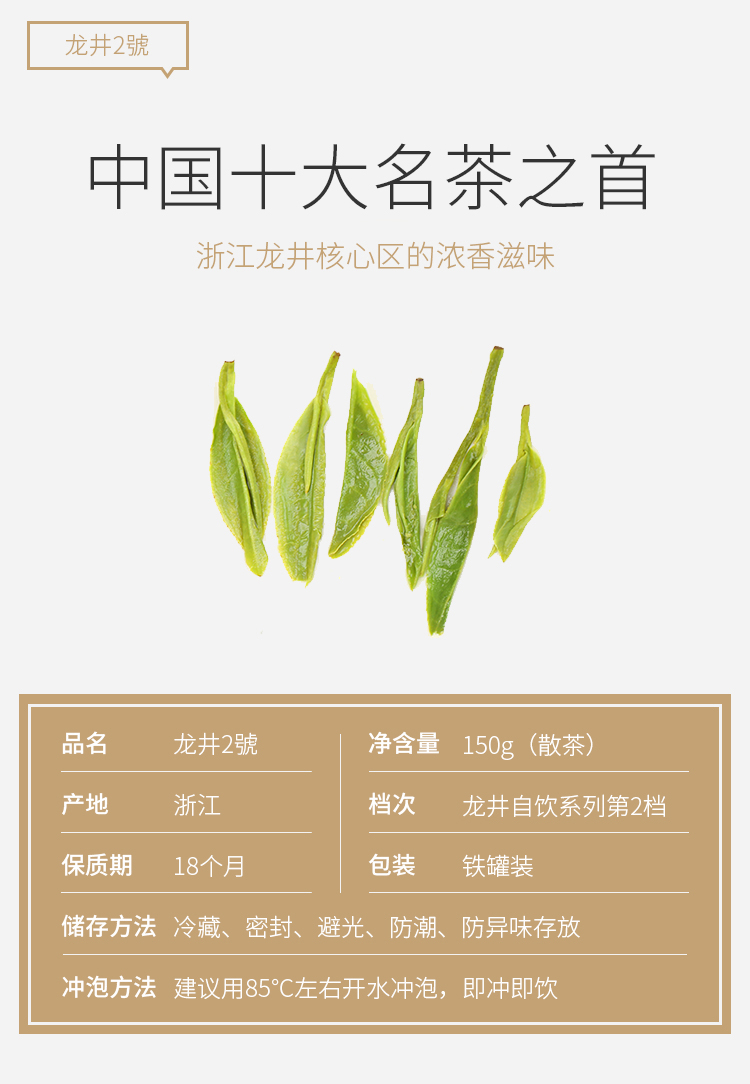 龙井2號
中国十大名茶之首
浙江龙井核心区的浓香滋味
品名 龙井2號 净含量 150g（散茶）
产地 浙江 档次 龙井自饮系列第2档
保质期 18个月 包装 铁罐装
储存方法 冷藏、密封、避光、防潮、防异味存放
冲泡方法 建议用85℃左右开水冲泡，即冲即饮